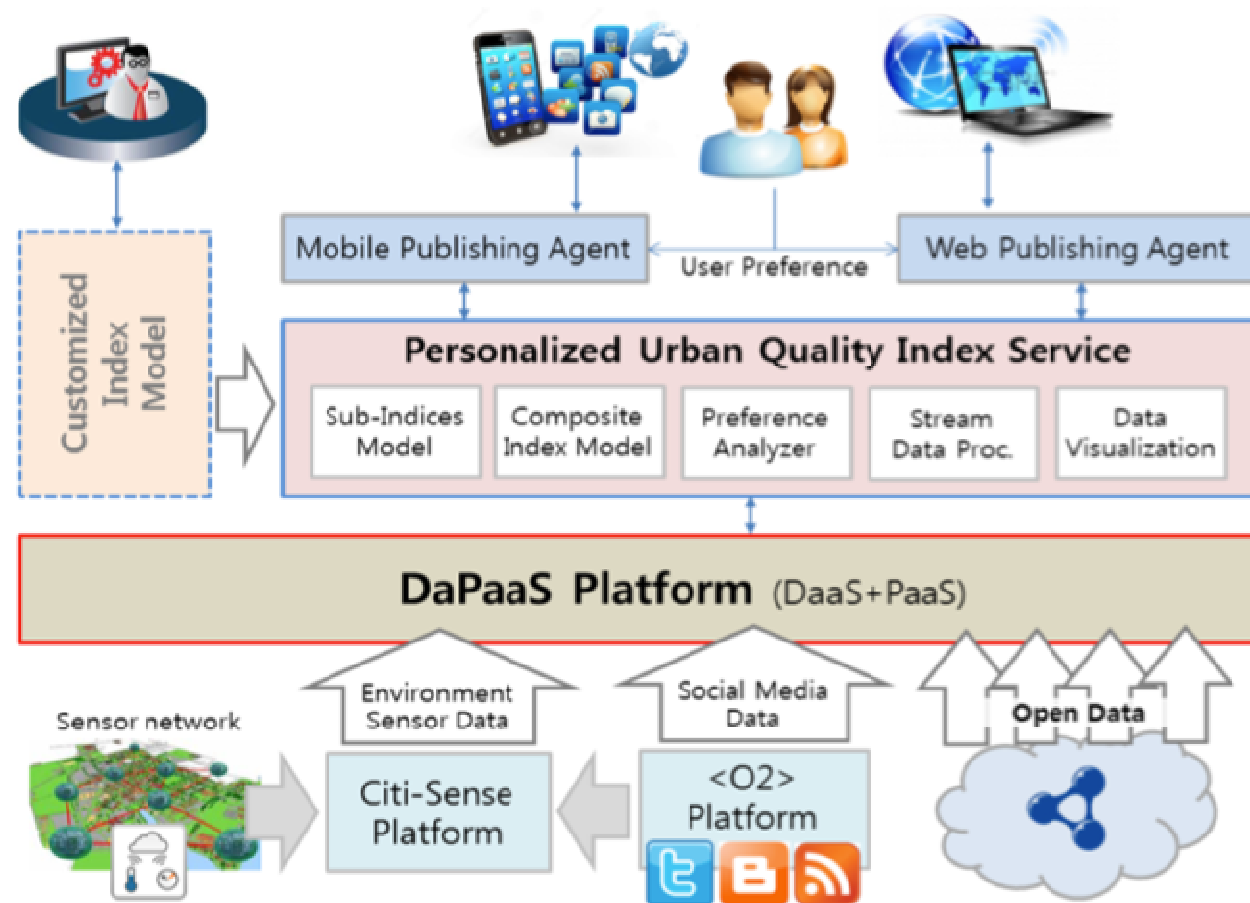 Mobile Publishing Agent
User Preference
Web Publishing Agent
Customized
Index
Model
Personalized Urban Quality Index Service
Sub-Indices
Model
Composite
Index Model
Preference
Analyzer
Stream
Data Proc.
Data
Visualization
DaPaaS Platform (DaaS+PaaS)
Environment
Sensor Data
Social Media
Data
Open Data
Sensor network
Citi-Sense
Platform
<O2>
Platform